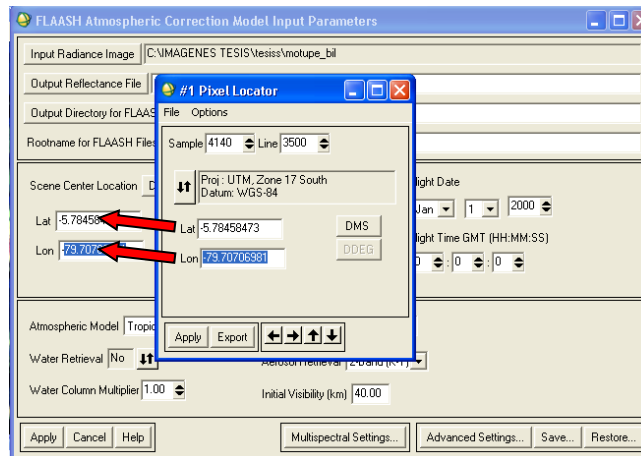 FLAASH Atmospheric Correction Model Input Parameters
Input Radiance Image C:\IMAGENES TESIS\tesiss\motupe_bil
Output Reflectance File
Output Directory for FLAAS
Rootname for FLAASH Files
#1 Pixel Locator
File Options
Sample 4140 Line 3500
Proj : UTM, Zone 17 South
Datum: WGS-84
Lat -5.78458473 DMS
Lon -79.70706981 DDEG
Apply Export
Scene Center Location D
Lat -5.78458
Lon
light Date
Jan 1 2000
light Time GMT (HH:MM:SS)
0 : 0 : 0
Atmospheric Model Tropic
Water Retrieval No
Water Column Multiplier 1.00
Initial Visibility (km) 40.00
Apply Cancel Help Multispectral Settings... Advanced Settings... Save... Restore...